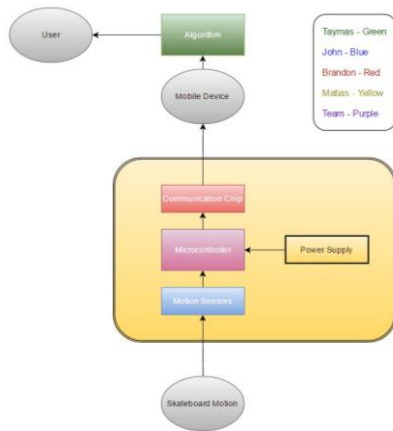 User
Algorithm
Taymas - Green
John - Blue
Brandon - Red
Matias - Yellow
Team - Purple
Mobile Device
Communication Chip
Microcontroller
Power Supply
Motion Sensors
Skateboard Motion